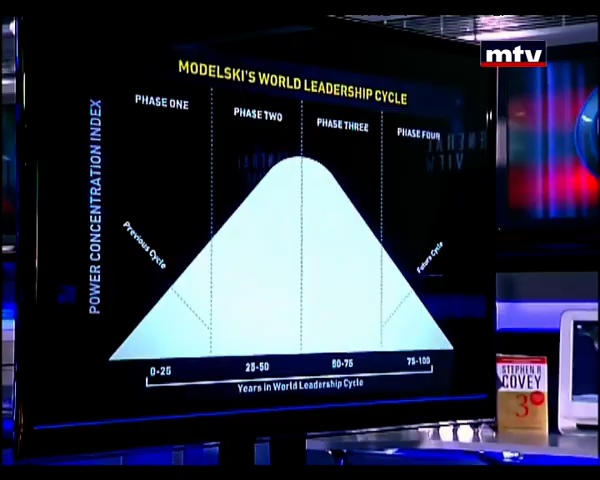 mtv
MODELSKI'S WORLD LEADERSHIP CYCLE
PHASE ONE
PHASE TWO
PHASE THREE
PHASE FOUR
POWER CONCENTRATION INDEX
Previous Cycle
Future Cycle
0-25
25-50
50-75
75-100
Years in World Leadership Cycle
STEPHEN R
COVEY
3